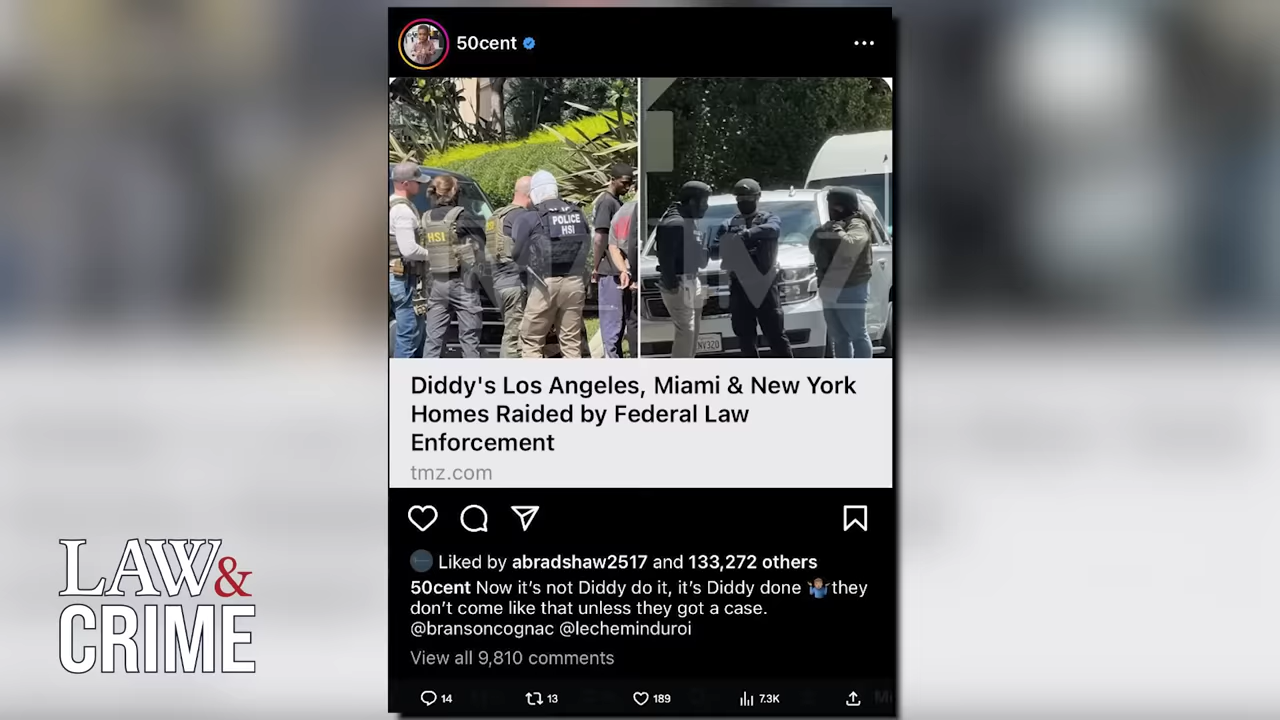 50cent
HSI
POLICE
HSI
TMZ
TMZ
Diddy's Los Angeles, Miami & New York
Homes Raided by Federal Law
Enforcement
tmz.com
Liked by abradshaw2517 and 133,272 others
50cent Now it's not Diddy do it, it's Diddy done 🤷🏽‍♂️they
don't come like that unless they got a case.
@bransoncognac @lecheminduroi
View all 9,810 comments
14
13
189
7.3K
LAW&
CRIME